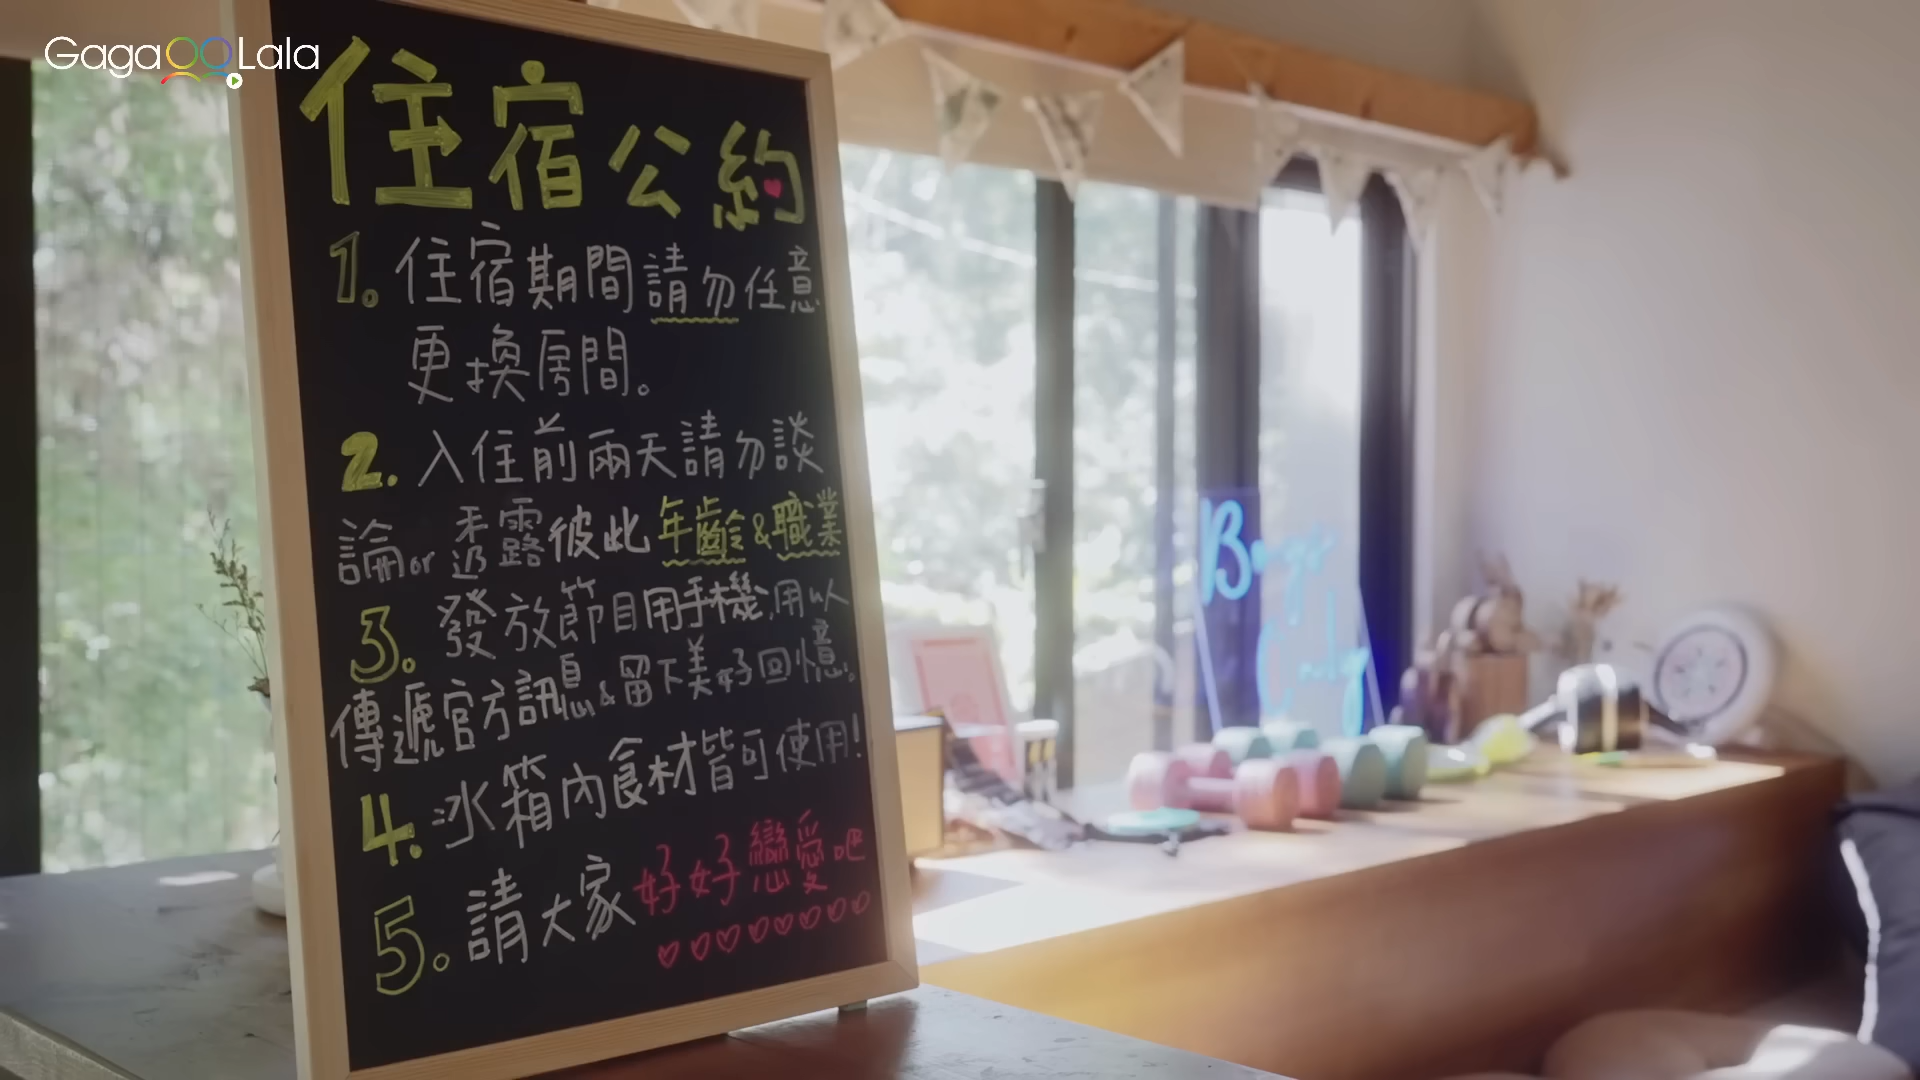 GagaOOLala
住宿公約
1. 住宿期間請勿任意
更換房間。
2. 入住前兩天請勿談
論or 透露彼此年齡&職業
3. 發放節目用手機,用以
傳遞官方訊息&留下美好回憶。
4. 冰箱內食材皆可使用!
5. 請大家好好戀愛吧
Boys
Only